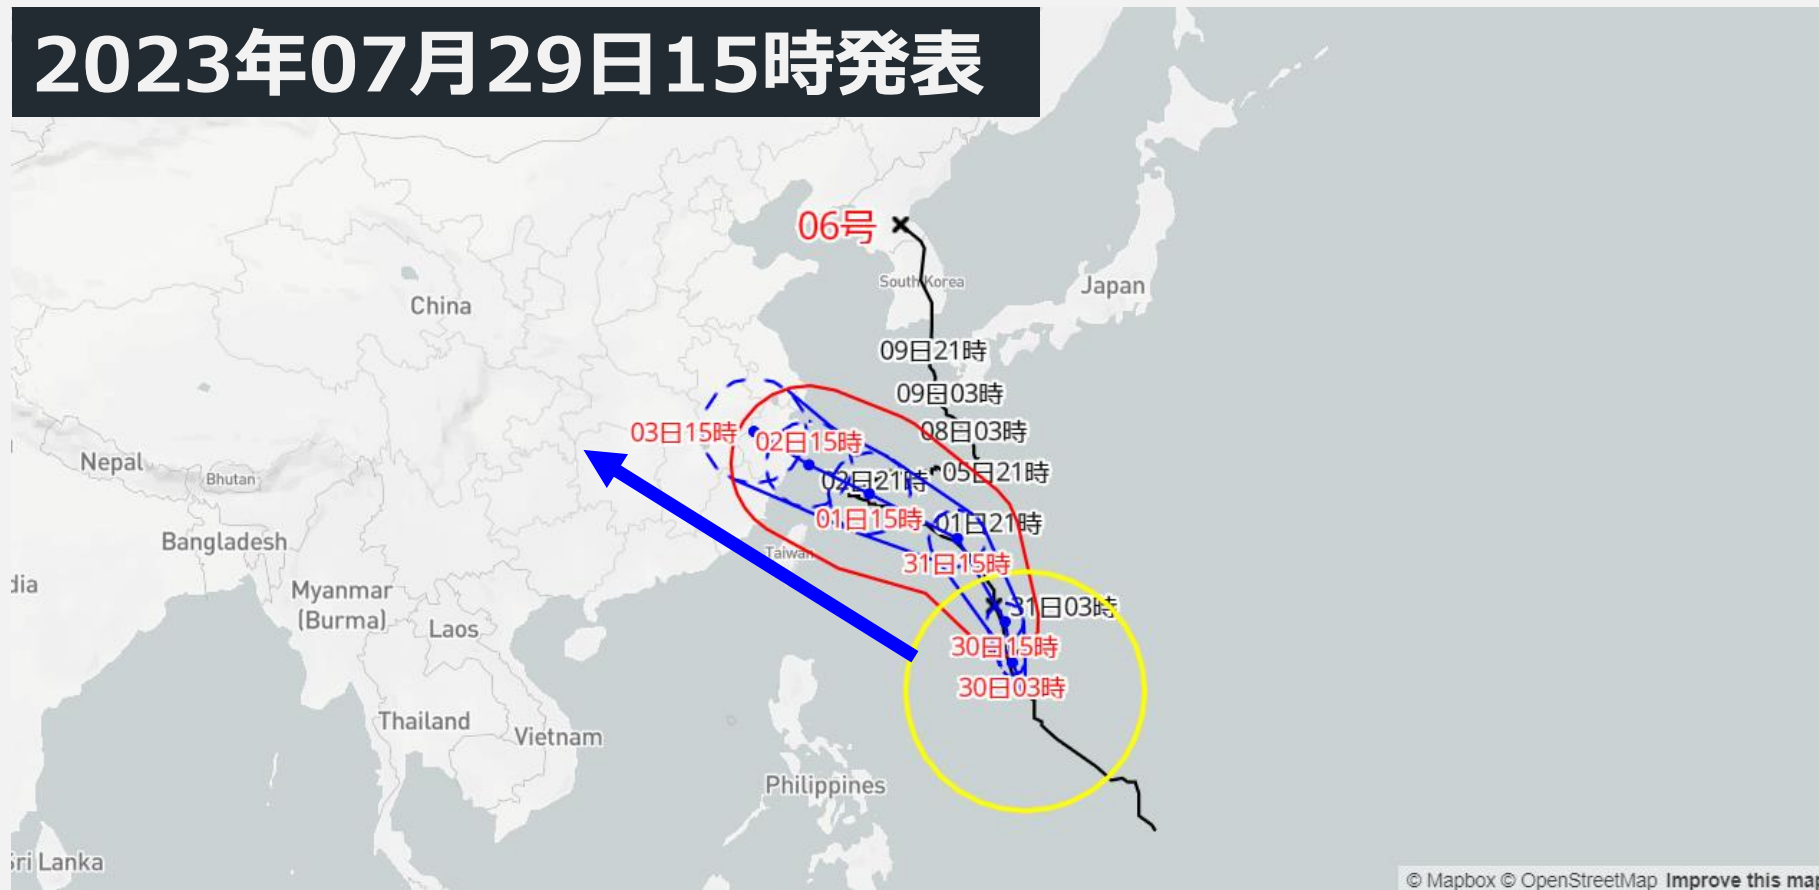 2023年07月29日15時発表
06号
South Korea
Japan
China
09日21時
09日03時
08日03時
03日15時
02日15時
05日21時
02日21時
01日15時
01日21時
Nepal
Bhutan
Bangladesh
Taiwan
31日15時
dia
Myanmar
(Burma)
Laos
31日03時
30日15時
30日03時
Thailand
Vietnam
Philippines
Sri Lanka
© Mapbox © OpenStreetMap Improve this map